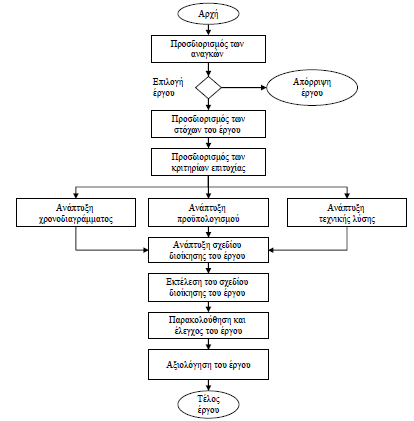 Αρχή
Προσδιορισμός των
αναγκών
Επιλογή
έργου
Απόρριψη
έργου
Προσδιορισμός των
στόχων του έργου
Προσδιορισμός των
κριτηρίων επιτυχίας
Ανάπτυξη
χρονοδιαγράμματος
Ανάπτυξη
προϋπολογισμού
Ανάπτυξη
τεχνικής λύσης
Ανάπτυξη σχεδίου
διοίκησης του έργου
Εκτέλεση του σχεδίου
διοίκησης του έργου
Παρακολούθηση και
έλεγχος του έργου
Αξιολόγηση του έργου
Τέλος
έργου